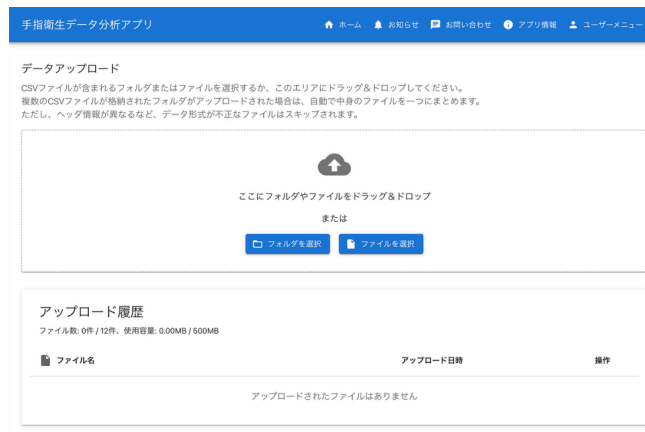 手指衛生データ分析アプリ
ホーム お知らせ お問い合わせ アプリ情報 ユーザーメニュー
データアップロード
CSVファイルが含まれるフォルダまたはファイルを選択するか、このエリアにドラッグ&ドロップしてください。
複数のCSVファイルが格納されたフォルダがアップロードされた場合は、自動で中身のファイルを一つにまとめます。
ただし、ヘッダ情報が異なるなど、データ形式が不正なファイルはスキップされます。
ここにフォルダやファイルをドラッグ&ドロップ
または
フォルダを選択 ファイルを選択
アップロード履歴
ファイル数: 0件 / 12件、使用容量: 0.00MB / 500MB
ファイル名 アップロード日時 操作
アップロードされたファイルはありません